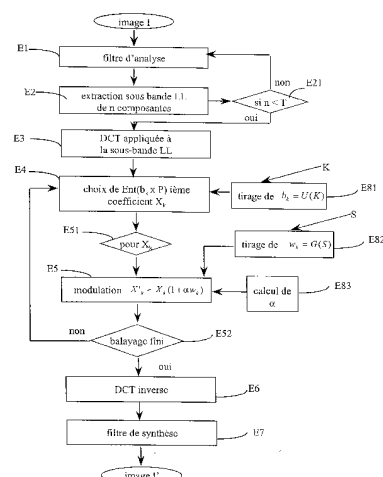 image I
E1
filtre d'analyse
non
E21
E2
extraction sous bande LL
de n composantes
si n < T
oui
E3
DCT appliquée à
la sous-bande LL
E4
K
choix de Ent(bk x P) ième
coefficient Xk
tirage de bk = U(K)
E81
E51
pour Xk
S
tirage de wk = G(S)
E82
E5
modulation X'k = Xk(1+αwk)
calcul de
α
E83
non
balayage fini
E52
oui
DCT inverse
E6
filtre de synthèse
E7
image I'